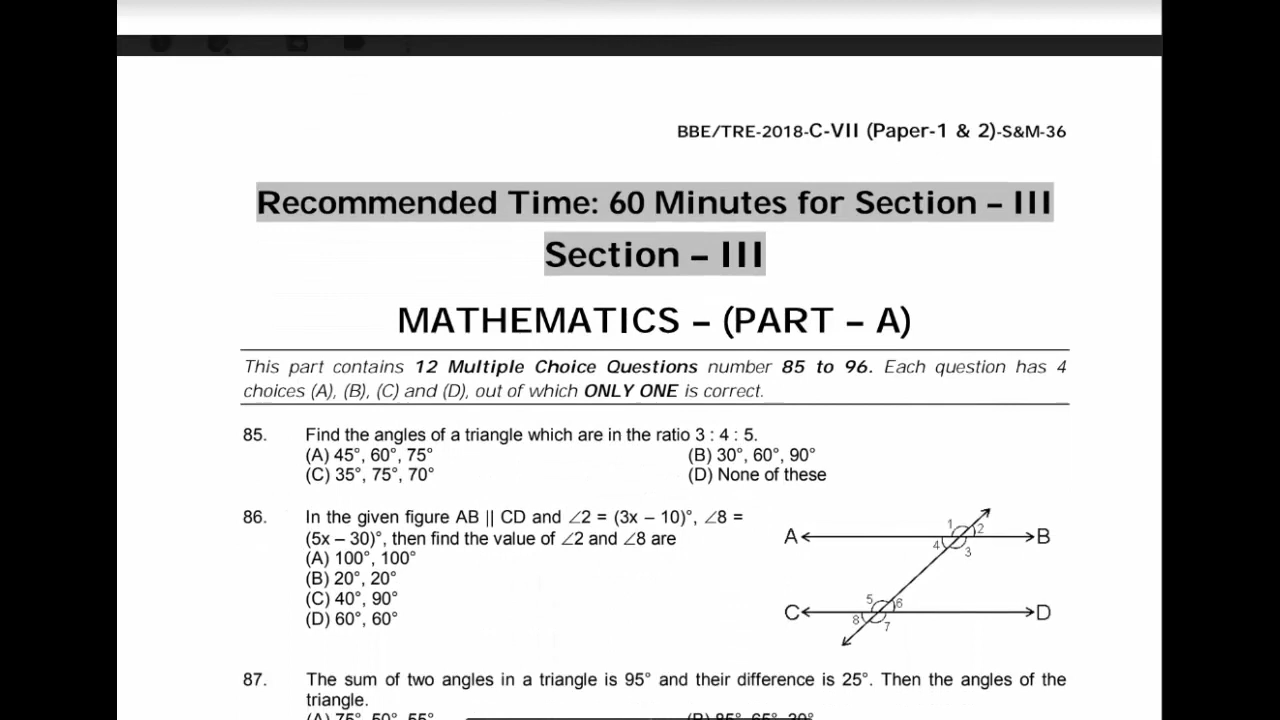 BBE/TRE-2018-C-VII (Paper-1 & 2)-S&M-36
Recommended Time: 60 Minutes for Section – III
Section – III
MATHEMATICS – (PART – A)
This part contains 12 Multiple Choice Questions number 85 to 96. Each question has 4
choices (A), (B), (C) and (D), out of which ONLY ONE is correct.
85. Find the angles of a triangle which are in the ratio 3 : 4 : 5.
(A) 45°, 60°, 75° (B) 30°, 60°, 90°
(C) 35°, 75°, 70° (D) None of these
86. In the given figure AB || CD and ∠2 = (3x – 10)°, ∠8 =
(5x – 30)°, then find the value of ∠2 and ∠8 are
(A) 100°, 100°
(B) 20°, 20°
(C) 40°, 90°
(D) 60°, 60°
1 2
A B
4 3
5 6
C D
8 7
87. The sum of two angles in a triangle is 95° and their difference is 25°. Then the angles of the
triangle.
(A) 75°, 50°, 55° (B) 85°, 65°, 30°